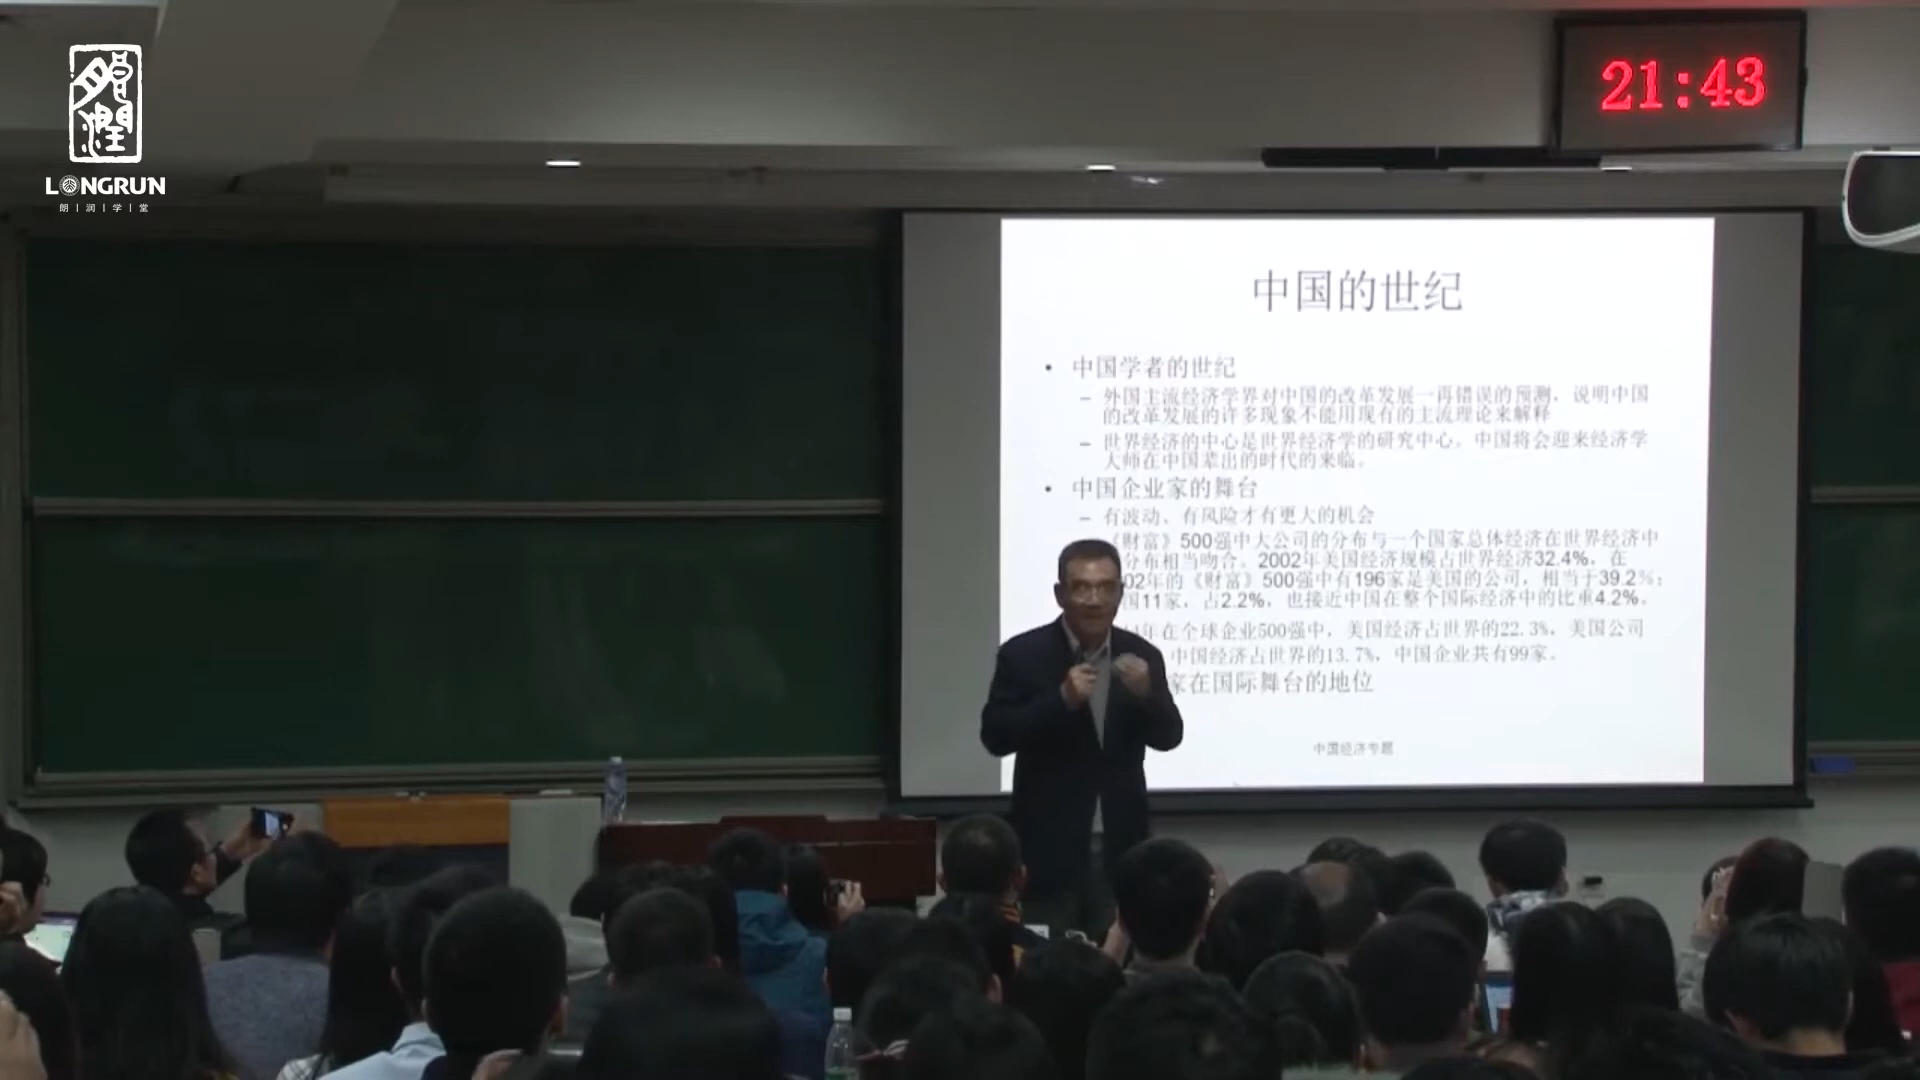 朗潤
LONGRUN
朗|润|学|堂
21:43
中国的世纪
• 中国学者的世纪
– 外国主流经济学界对中国的改革发展一再错误的预测，说明中国
的改革发展的许多现象不能用现有的主流理论来解释
– 世界经济的中心是世界经济学的研究中心。中国将会迎来经济学
大师在中国辈出的时代的来临。
• 中国企业家的舞台
– 有波动、有风险才有更大的机会
《财富》500强中大公司的分布与一个国家总体经济在世界经济中
分布相当吻合。2002年美国经济规模占世界经济32.4%，在
02年的《财富》500强中有196家是美国的公司，相当于39.2%；
国11家，占2.2%，也接近中国在整个国际经济中的比重4.2%。
年在全球企业500强中，美国经济占世界的22.3%，美国公司
中国经济占世界的13.7%，中国企业共有99家。
家在国际舞台的地位
中国经济专题